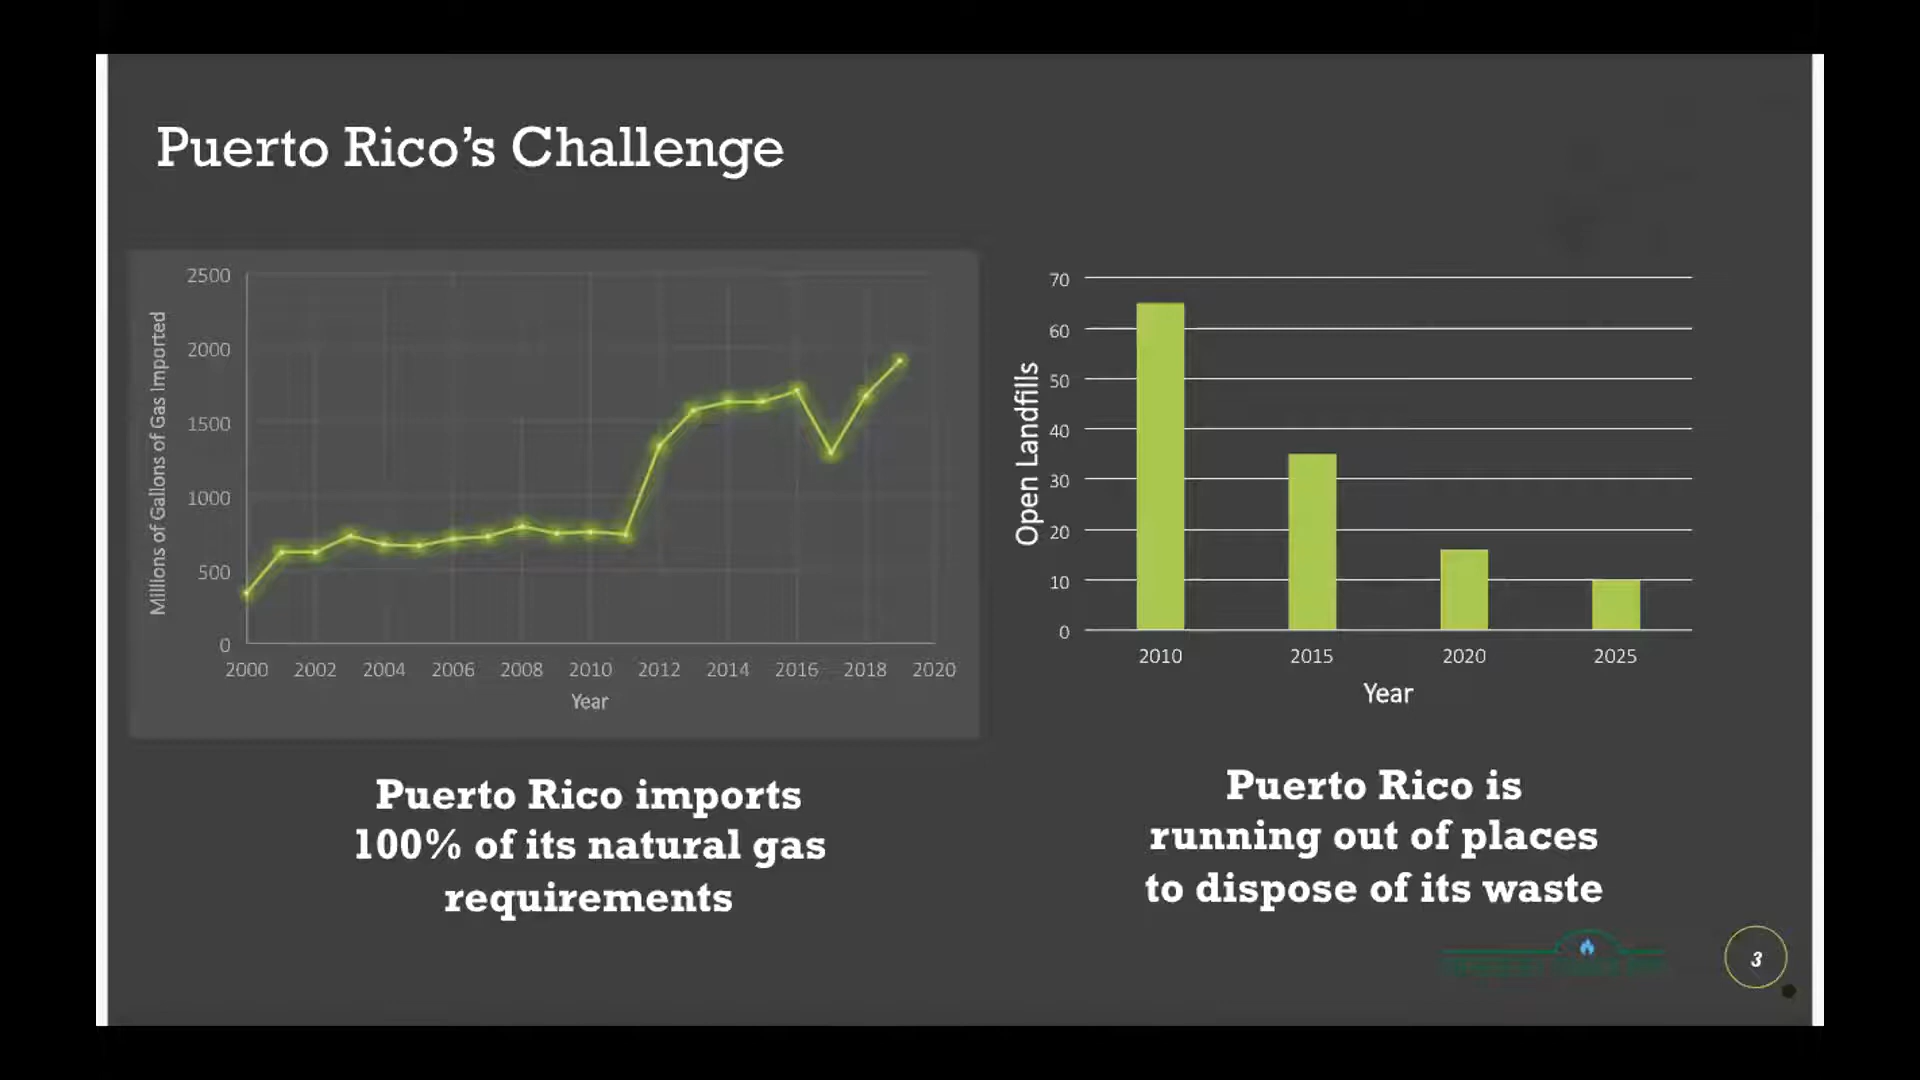 Puerto Rico’s Challenge
Millions of Gallons of Gas Imported
2500
2000
1500
1000
500
0
2000 2002 2004 2006 2008 2010 2012 2014 2016 2018 2020
Year
Puerto Rico imports
100% of its natural gas
requirements
Open Landfills
70
60
50
40
30
20
10
0
2010 2015 2020 2025
Year
Puerto Rico is
running out of places
to dispose of its waste
3